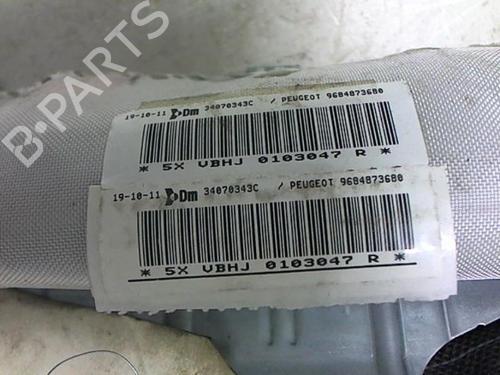 B-PARTS
19-10-11 Dm 34070343C / PEUGEOT 9684873680
* 5X VBHJ 0103047 R *
19-10-11 Dm 34070343C / PEUGEOT 9684873680
* 5X VBHJ 0103047 R *